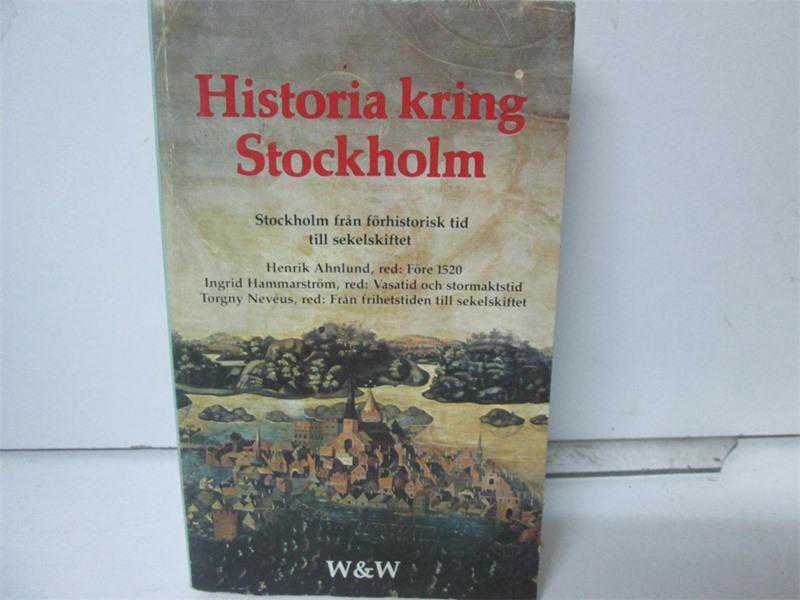 Historia kring
Stockholm
Stockholm från förhistorisk tid
till sekelskiftet
Henrik Ahnlund, red: Före 1520
Ingrid Hammarström, red: Vasatid och stormaktstid
Torgny Nevéus, red: Från frihetstiden till sekelskiftet
W&W